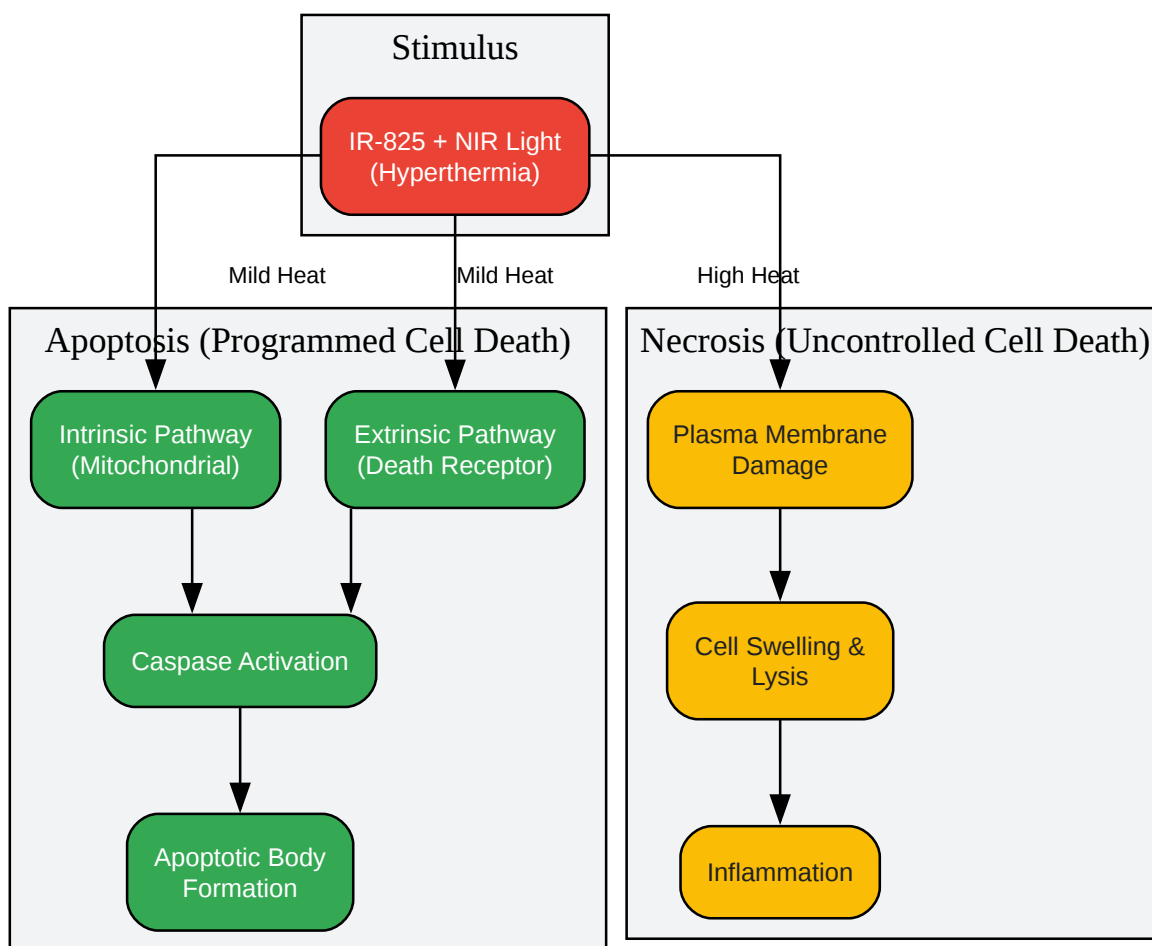 Stimulus
IR-825 + NIR Light
(Hyperthermia)
Mild Heat
Mild Heat
High Heat
Apoptosis (Programmed Cell Death)
Necrosis (Uncontrolled Cell Death)
Intrinsic Pathway
(Mitochondrial)
Extrinsic Pathway
(Death Receptor)
Plasma Membrane
Damage
Caspase Activation
Cell Swelling &
Lysis
Apoptotic Body
Formation
Inflammation